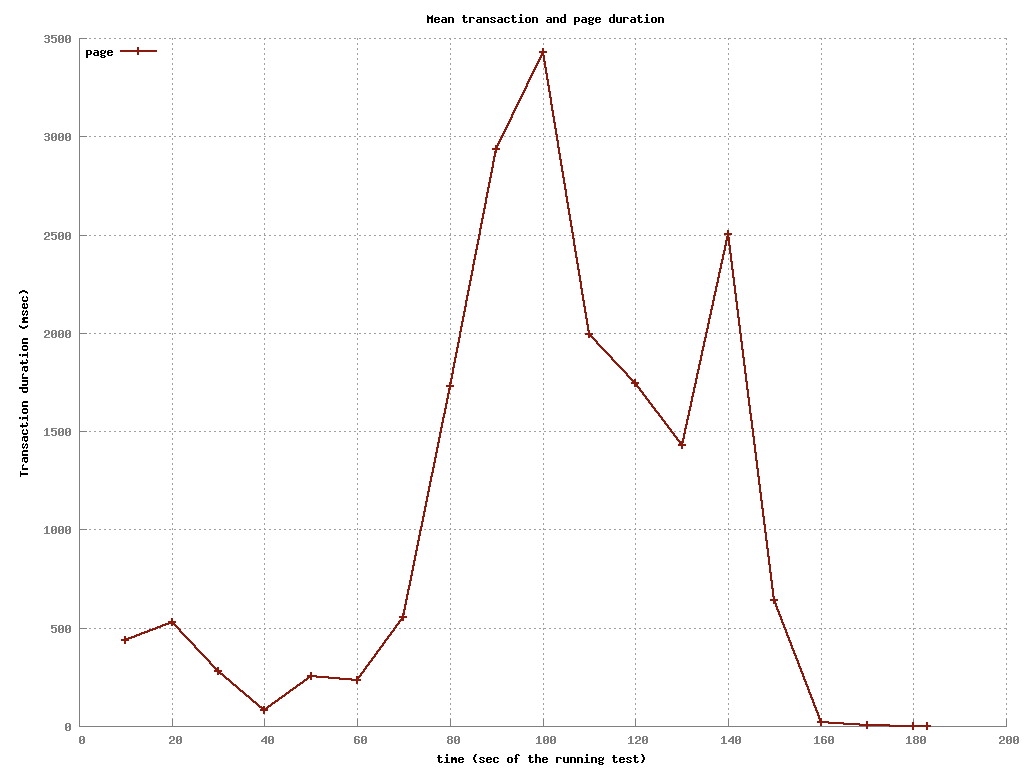 Mean transaction and page duration
3500
page
3000
2500
2000
1500
1000
500
0
Transaction duration (msec)
0 20 40 60 80 100 120 140 160 180 200
time (sec of the running test)